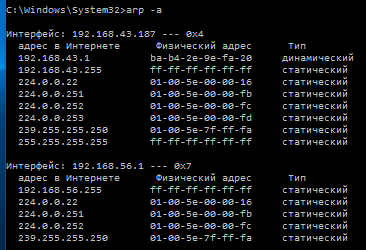 C:\Windows\System32>arp -a
Интерфейс: 192.168.43.187 --- 0x4
адрес в Интернете Физический адрес Тип
192.168.43.1 ba-b4-2e-9e-fa-20 динамический
192.168.43.255 ff-ff-ff-ff-ff-ff статический
224.0.0.22 01-00-5e-00-00-16 статический
224.0.0.251 01-00-5e-00-00-fb статический
224.0.0.252 01-00-5e-00-00-fc статический
224.0.0.253 01-00-5e-00-00-fd статический
239.255.255.250 01-00-5e-7f-ff-fa статический
255.255.255.255 ff-ff-ff-ff-ff-ff статический
Интерфейс: 192.168.56.1 --- 0x7
адрес в Интернете Физический адрес Тип
192.168.56.255 ff-ff-ff-ff-ff-ff статический
224.0.0.22 01-00-5e-00-00-16 статический
224.0.0.251 01-00-5e-00-00-fb статический
224.0.0.252 01-00-5e-00-00-fc статический
239.255.255.250 01-00-5e-7f-ff-fa статический